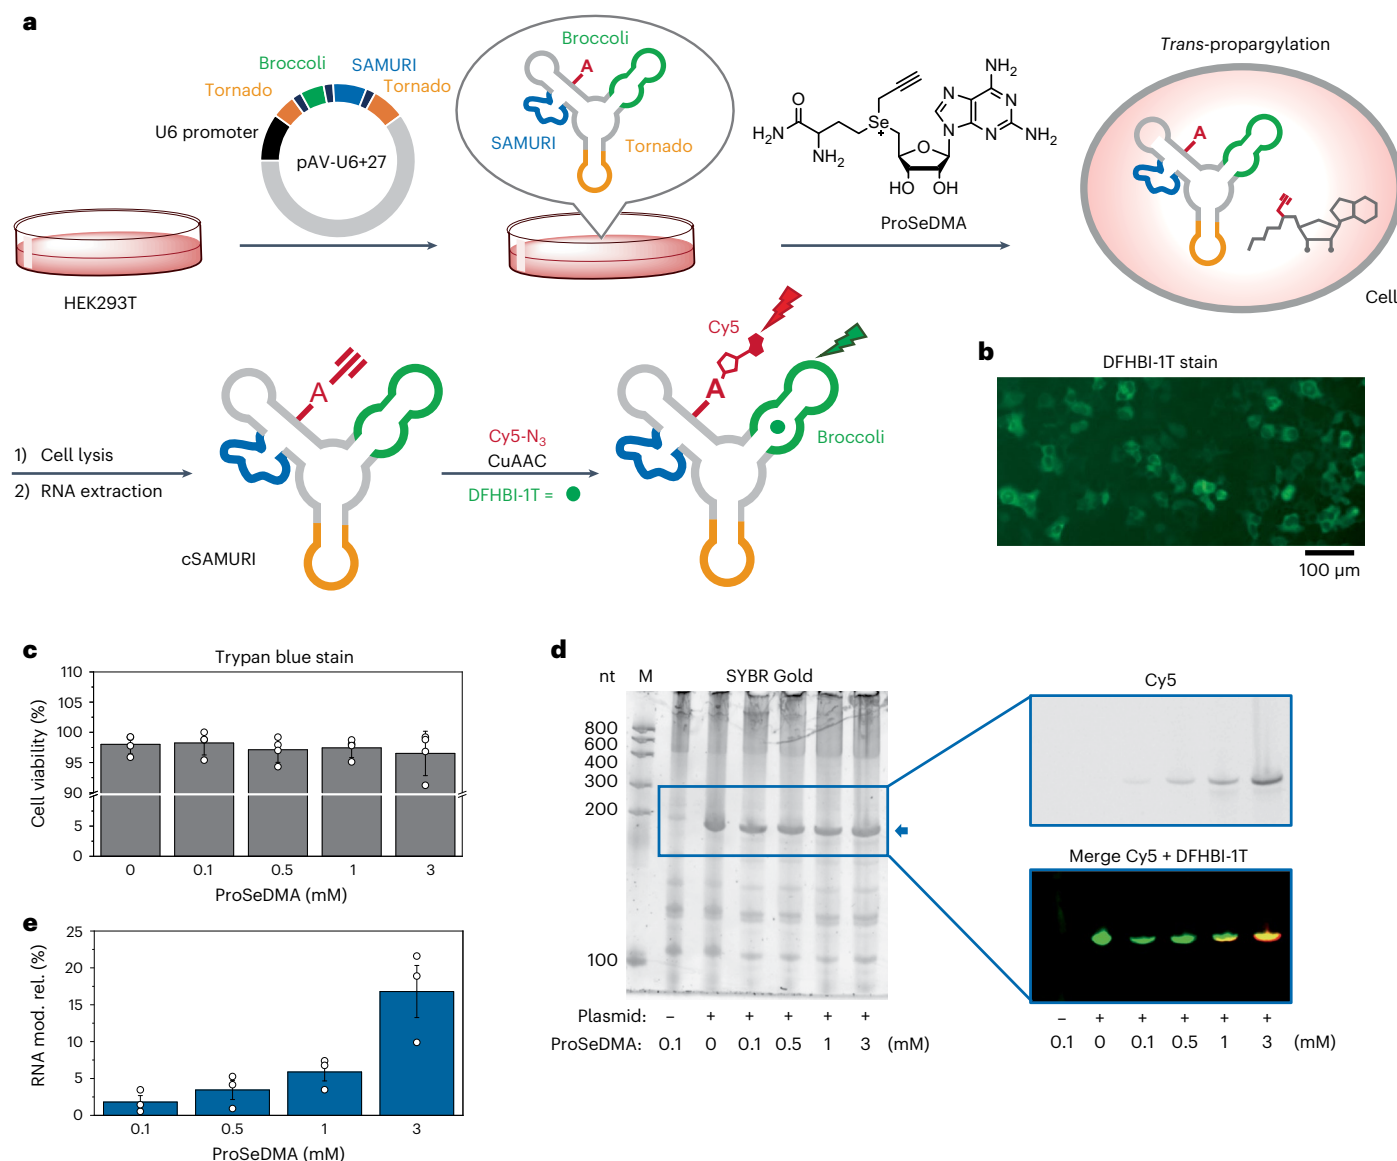 a
Broccoli
SAMURI
Tornado
Tornado
U6 promoter
pAV-U6+27
HEK293T
Broccoli
A
SAMURI
Tornado
NH2
N
N
N
N
NH2
O
H2N
NH2
Se
+
O
HO
OH
ProSeDMA
Trans-propargylation
A
Cell
1) Cell lysis
2) RNA extraction
A
cSAMURI
Cy5-N3
CuAAC
DFHBI-1T =
Cy5
A
Broccoli
b
DFHBI-1T stain
100 µm
c
Trypan blue stain
Cell viability (%)
110
105
100
95
90
5
0
0 0.1 0.5 1 3
ProSeDMA (mM)
d
nt M SYBR Gold
800
600
400
300
200
100
Plasmid: – + + + + +
ProSeDMA: 0.1 0 0.1 0.5 1 3 (mM)
Cy5
Merge Cy5 + DFHBI-1T
– + + + + +
0.1 0 0.1 0.5 1 3 (mM)
e
RNA mod. rel. (%)
25
20
15
10
5
0
0.1 0.5 1 3
ProSeDMA (mM)